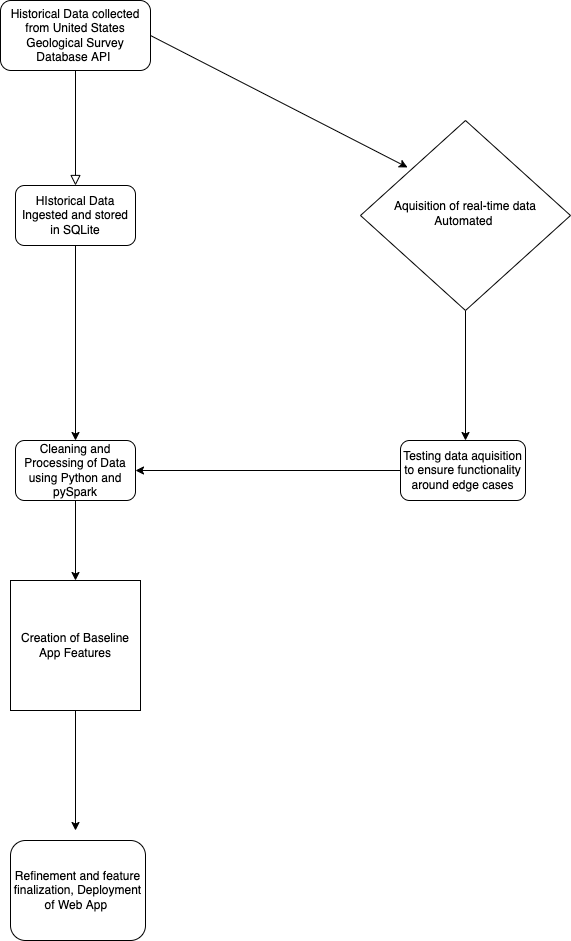 Historical Data collected
from United States
Geological Survey
Database API
HIstorical Data
Ingested and stored
in SQLite
Aquisition of real-time data
Automated
Cleaning and
Processing of Data
using Python and
pySpark
Testing data aquisition
to ensure functionality
around edge cases
Creation of Baseline
App Features
Refinement and feature
finalization, Deployment
of Web App